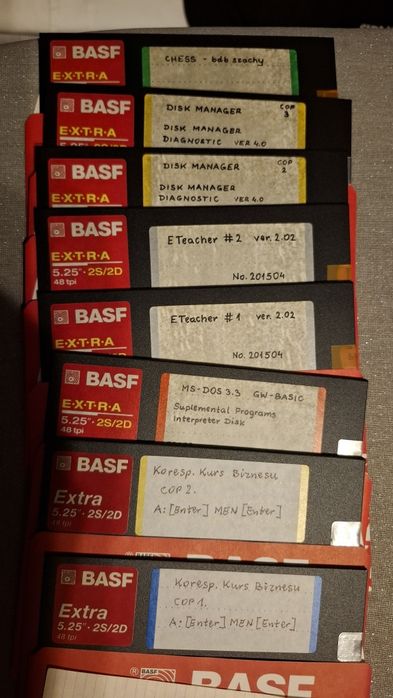 BASF
EXTRA
CHESS - bdb szachy
BASF
EXTRA
DISK MANAGER COP 3
DISK MANAGER
DIAGNOSTIC VER 4.0
BASF
EXTRA
DISK MANAGER COP 2
DISK MANAGER
DIAGNOSTIC VER 4.0
BASF
EXTRA
5.25" · 2S/2D
48 tpi
ETeacher #2 ver. 2.02
No. 201504
BASF
EXTRA
ETeacher #1 ver. 2.02
No. 201504
BASF
EXTRA
5.25" · 2S/2D
48 tpi
MS-DOS 3.3 GW-BASIC
Suplemental Programs
Interpreter Disk
BASF
Extra
5.25" · 2S/2D
48 tpi
Koresp. Kurs Biznesu
COP 2.
A:[Enter] MEN [Enter]
BASF
BASF
Extra
5.25" · 2S/2D
48 tpi
Koresp. Kurs Biznesu
COP 1.
A:[Enter] MEN [Enter]
BASF
BASF